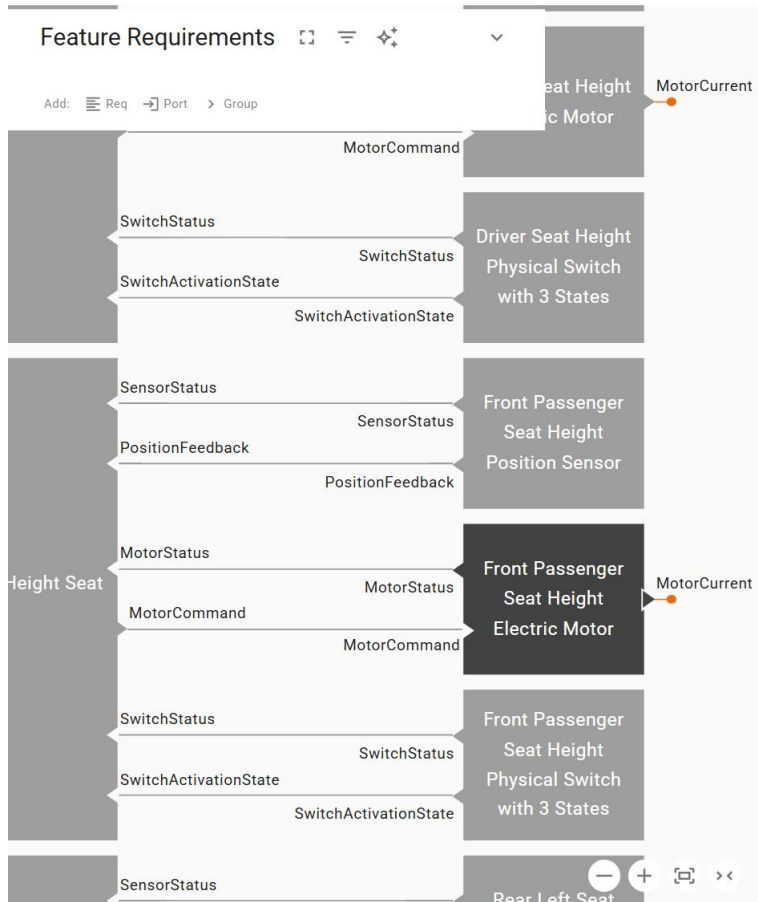 Feature Requirements
Add: Req Port Group
eat Height
ic Motor
MotorCurrent
MotorCommand
SwitchStatus
SwitchStatus
SwitchActivationState
SwitchActivationState
Driver Seat Height
Physical Switch
with 3 States
SensorStatus
SensorStatus
PositionFeedback
PositionFeedback
Front Passenger
Seat Height
Position Sensor
Height Seat
MotorStatus
MotorStatus
MotorCommand
MotorCommand
Front Passenger
Seat Height
Electric Motor
MotorCurrent
SwitchStatus
SwitchStatus
SwitchActivationState
SwitchActivationState
Front Passenger
Seat Height
Physical Switch
with 3 States
SensorStatus
Rear Left Seat